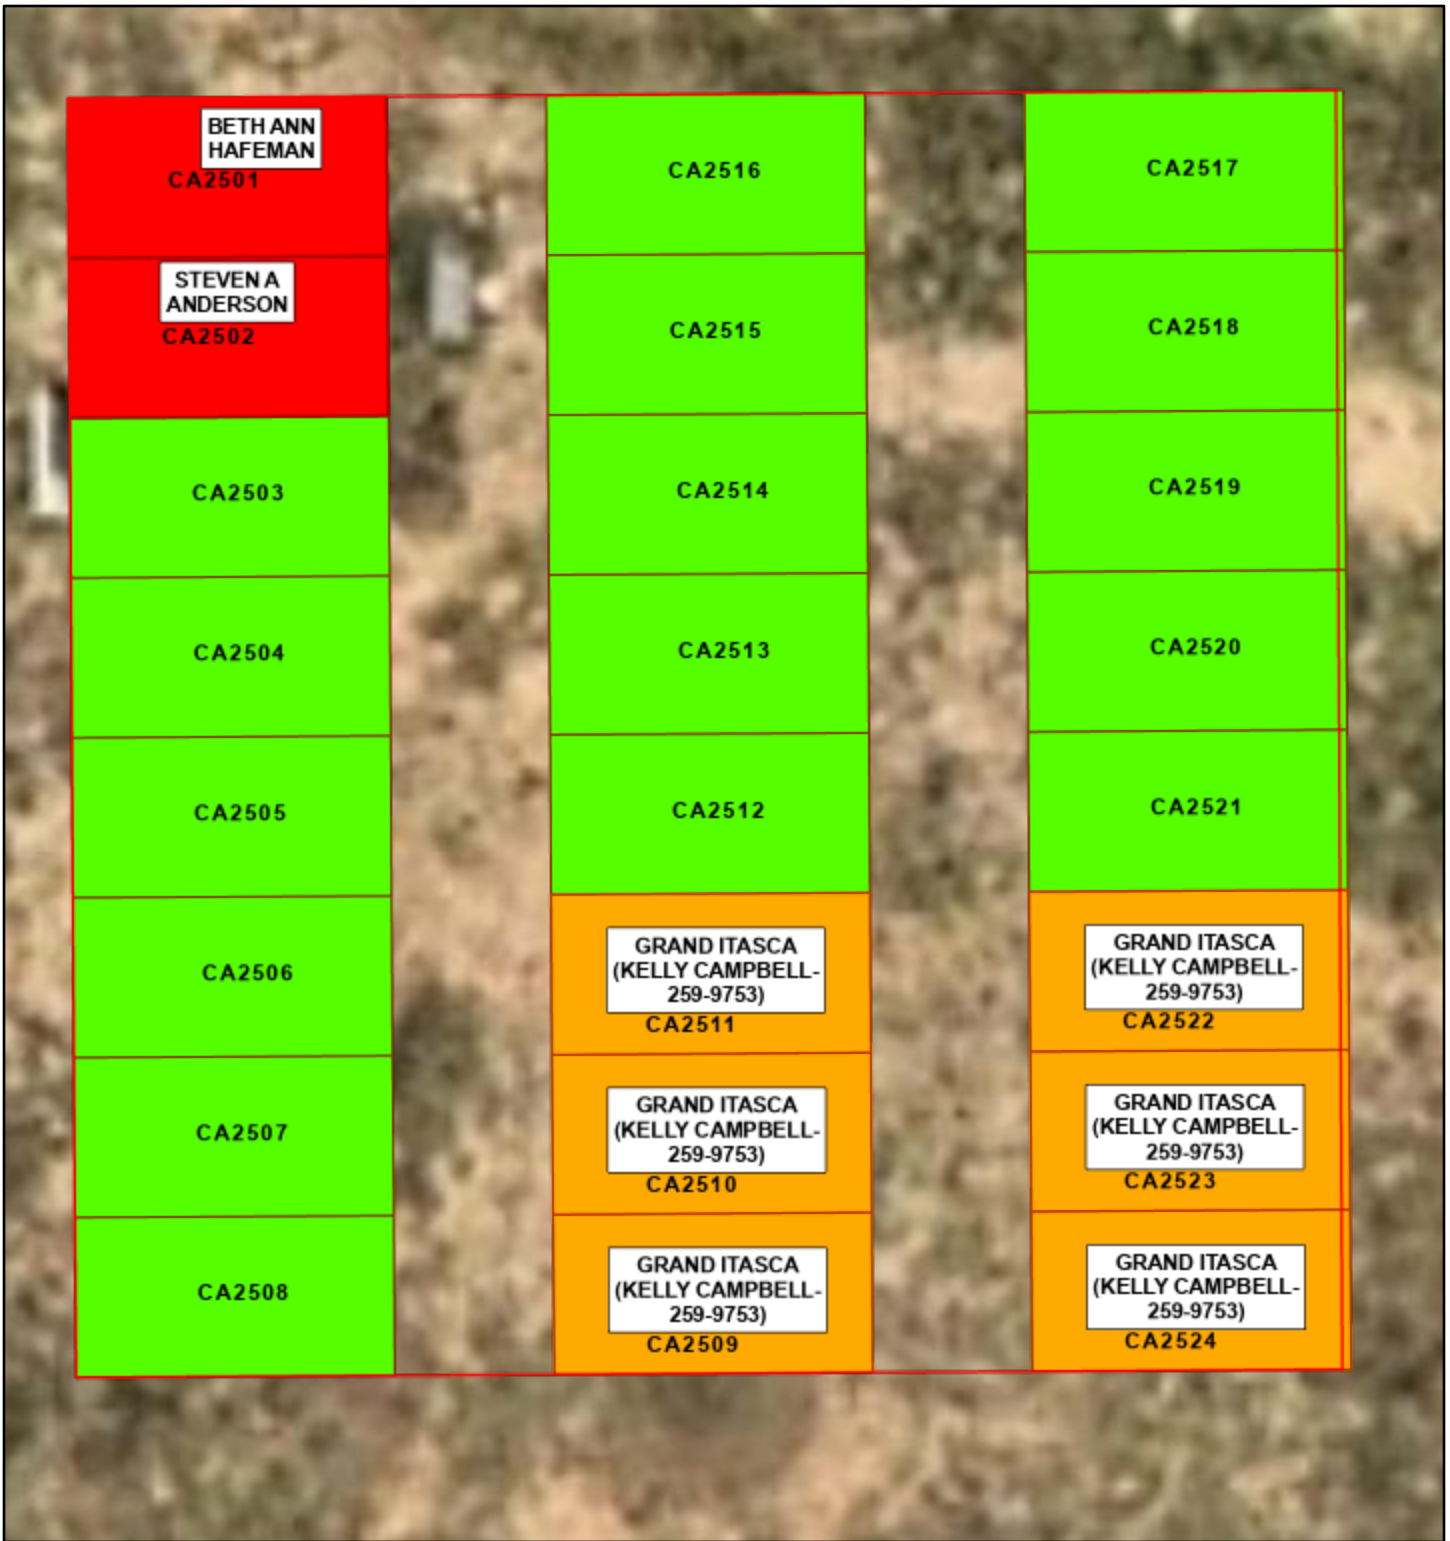 BETH ANN
HAFEMAN
CA2501
STEVEN A
ANDERSON
CA2502
CA2503
CA2504
CA2505
CA2506
CA2507
CA2508
CA2516
CA2515
CA2514
CA2513
CA2512
GRAND ITASCA
(KELLY CAMPBELL-
259-9753)
CA2511
GRAND ITASCA
(KELLY CAMPBELL-
259-9753)
CA2510
GRAND ITASCA
(KELLY CAMPBELL-
259-9753)
CA2509
CA2517
CA2518
CA2519
CA2520
CA2521
GRAND ITASCA
(KELLY CAMPBELL-
259-9753)
CA2522
GRAND ITASCA
(KELLY CAMPBELL-
259-9753)
CA2523
GRAND ITASCA
(KELLY CAMPBELL-
259-9753)
CA2524